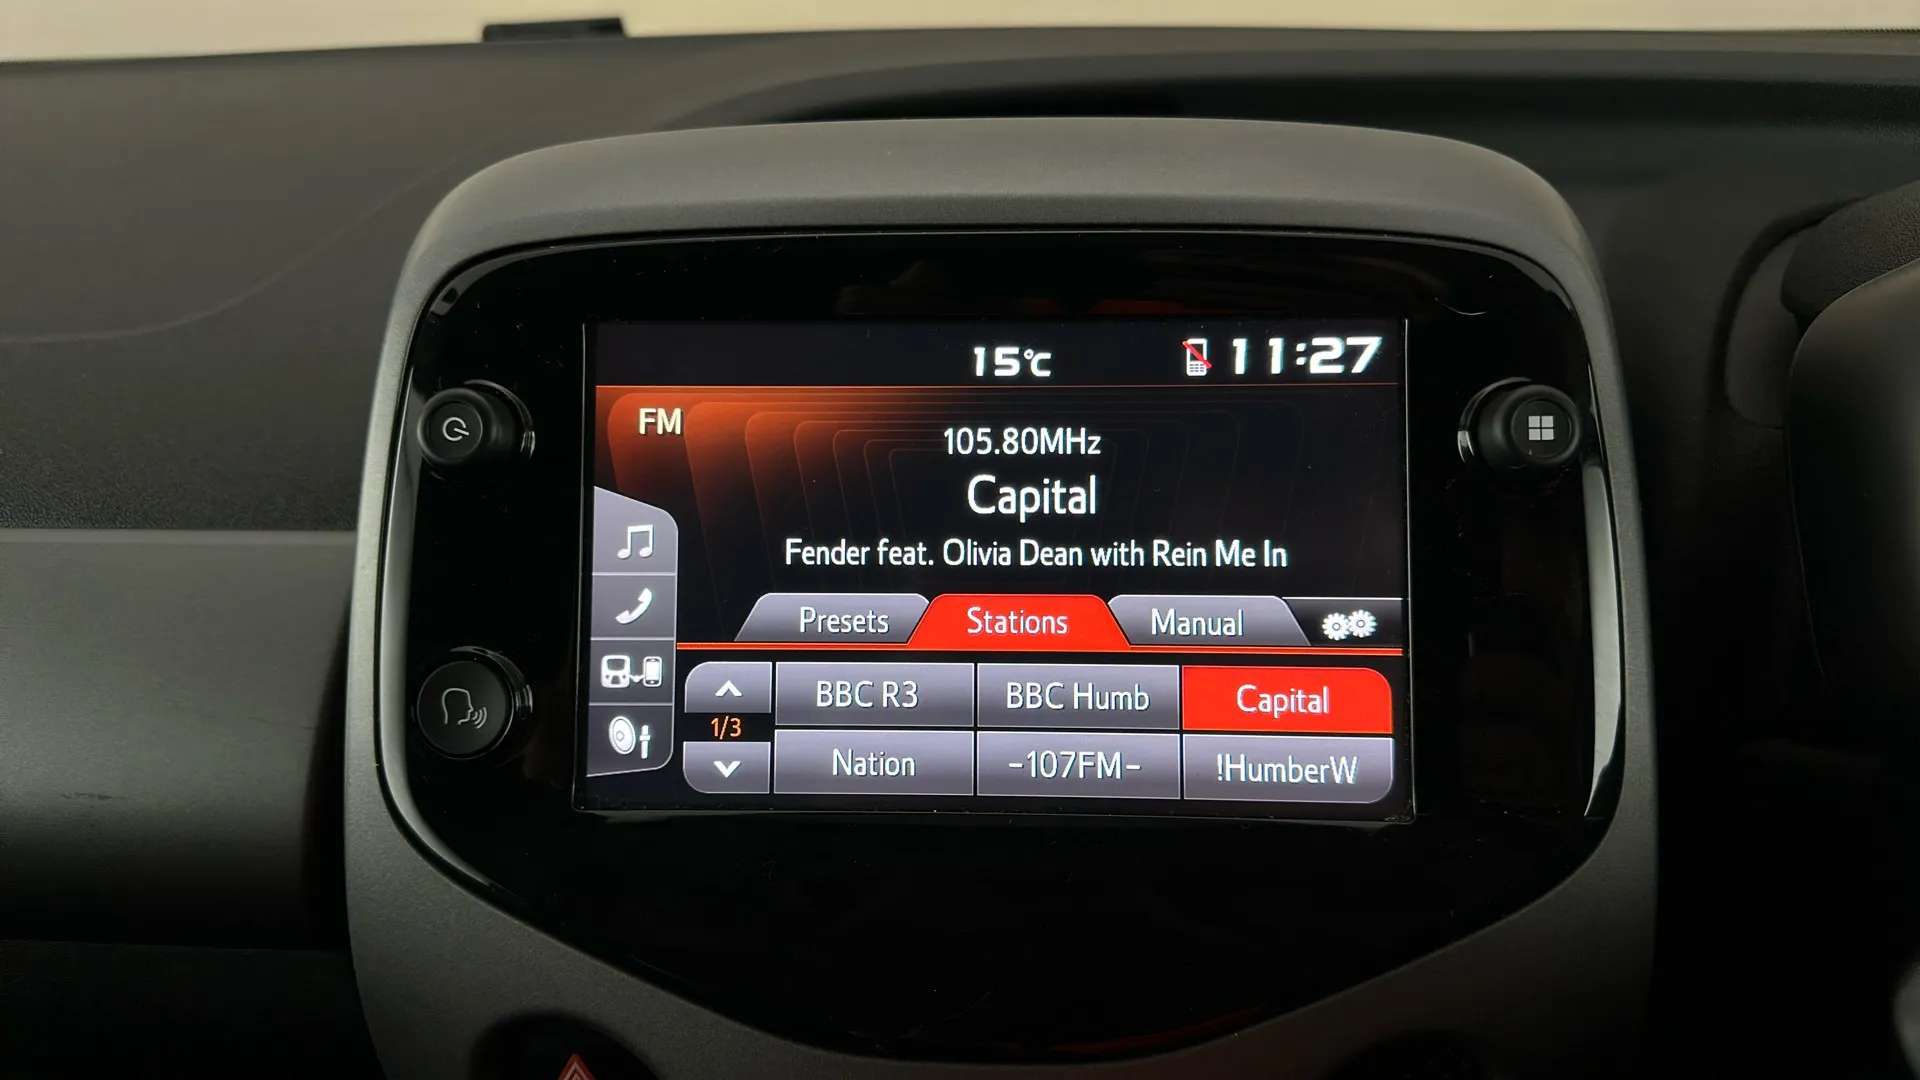 15°C 11:27
FM
105.80MHz
Capital
Fender feat. Olivia Dean with Rein Me In
Presets Stations Manual
BBC R3 BBC Humb Capital
1/3
Nation -107FM- !HumberW